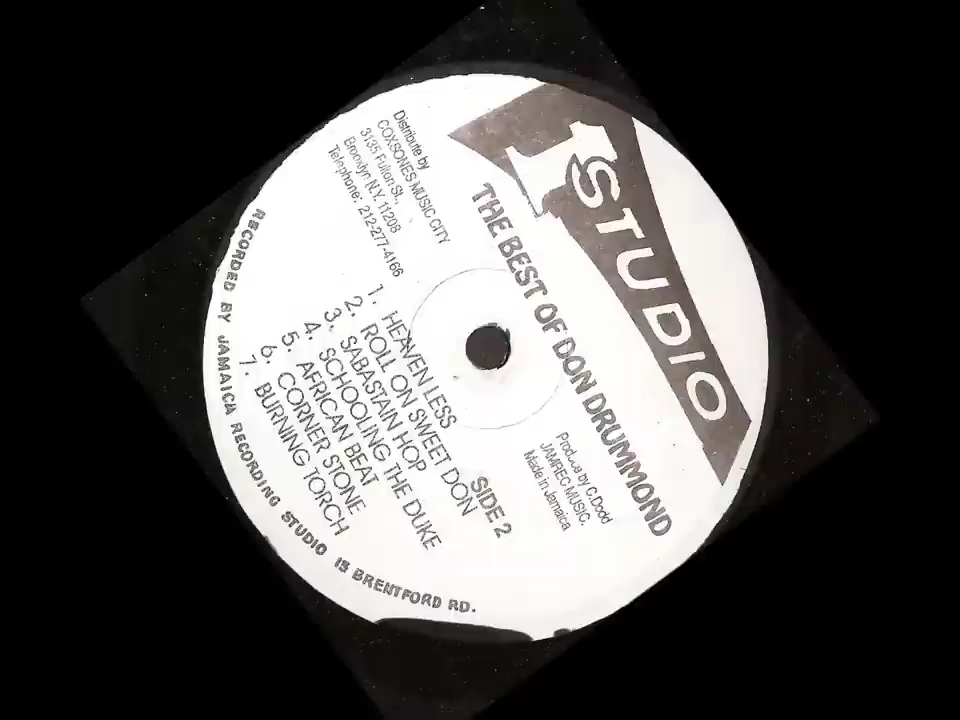 1 STUDIO
THE BEST OF DON DRUMMOND
Distribute by
COXSONES MUSIC CITY
3135 Fulton St.,
Brooklyn N.Y. 11208
Telephone: 212-277-4166
Produce by C. Dodd
JAMREC MUSIC.
Made in Jamaica
SIDE 2
1. HEAVEN LESS
2. ROLL ON SWEET DON
3. SABASTAIN HOP
4. SCHOOLING THE DUKE
5. AFRICAN BEAT
6. CORNER STONE
7. BURNING TORCH
RECORDED BY JAMAICA RECORDING STUDIO 13 BRENTFORD RD.